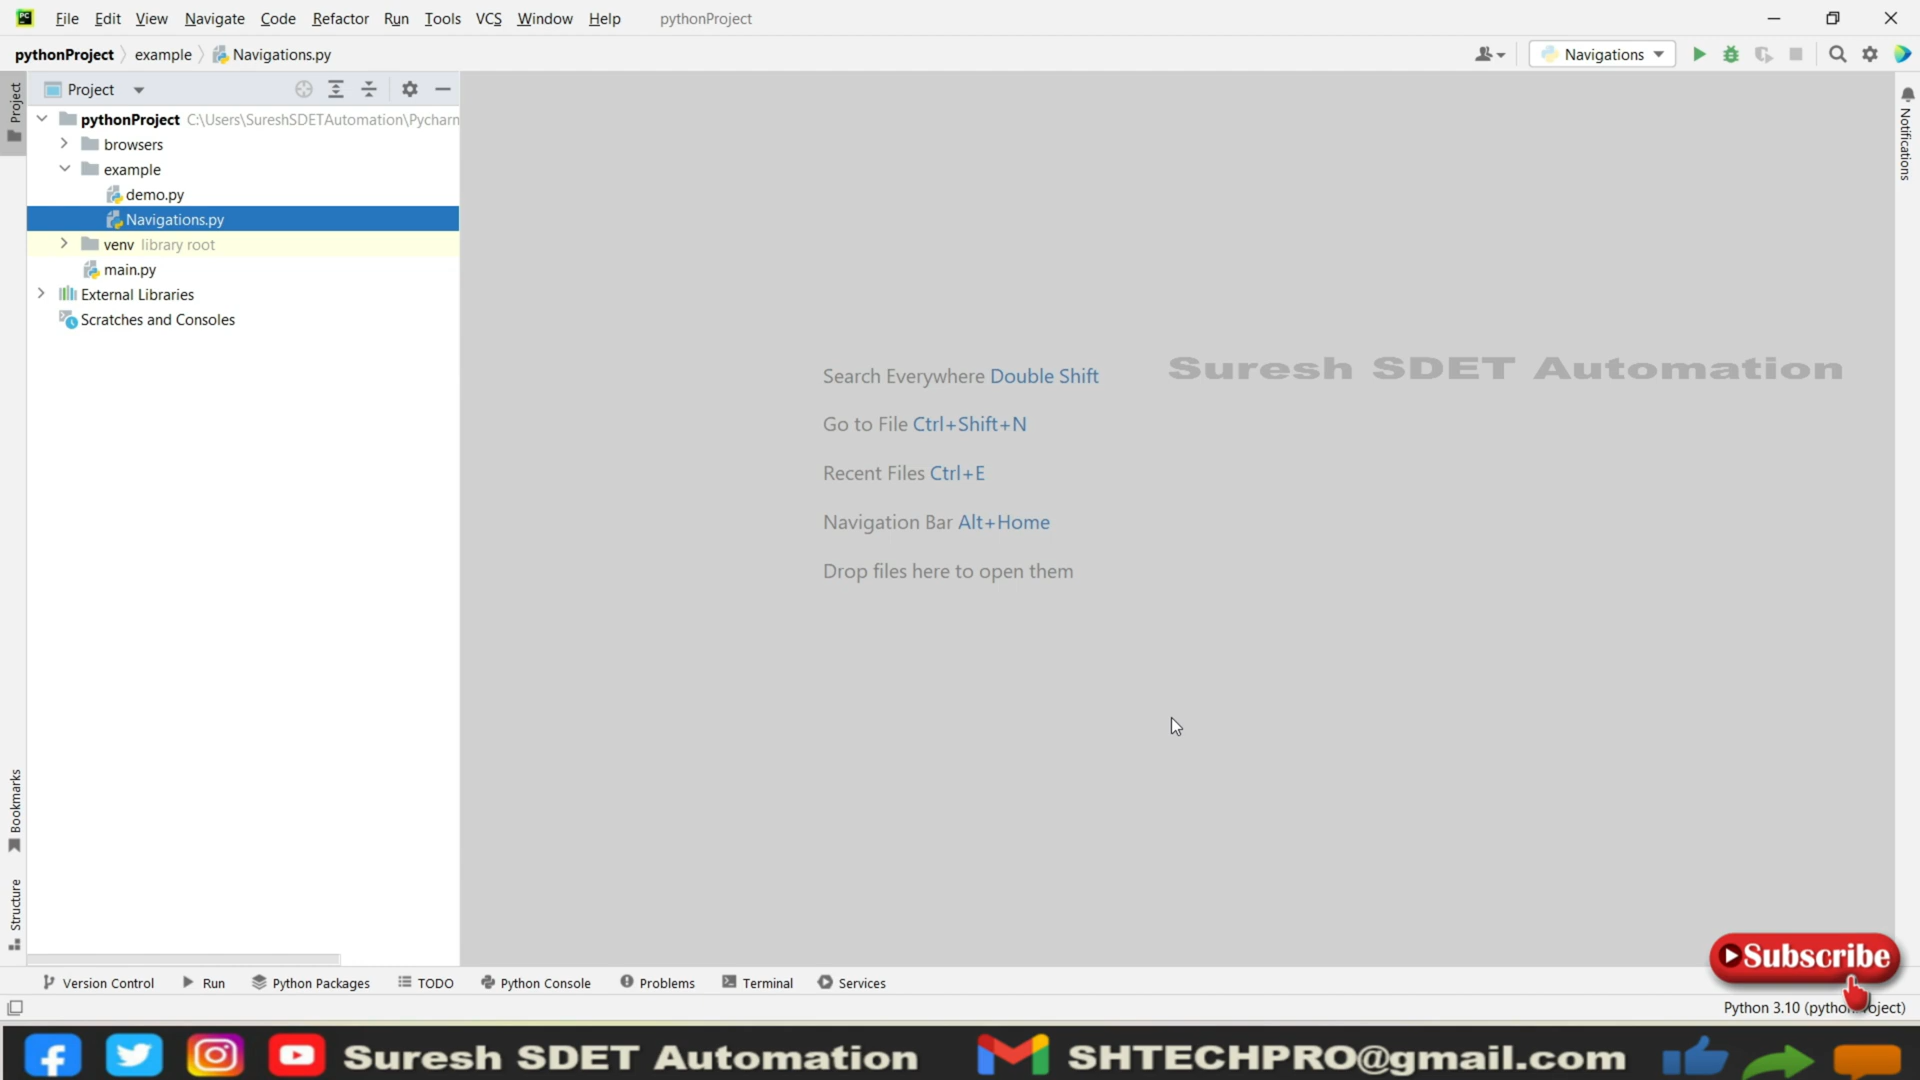 File Edit View Navigate Code Refactor Run Tools VCS Window Help pythonProject
pythonProject example Navigations.py
Navigations
Project
Project
Notifications
pythonProject C:\Users\SureshSDETAutomation\Pycharm
browsers
example
demo.py
Navigations.py
venv library root
main.py
External Libraries
Scratches and Consoles
Suresh SDET Automation
Search Everywhere Double Shift
Go to File Ctrl+Shift+N
Recent Files Ctrl+E
Navigation Bar Alt+Home
Drop files here to open them
Bookmarks
Structure
Subscribe
Version Control Run Python Packages TODO Python Console Problems Terminal Services
Python 3.10 (pytho oject)
Suresh SDET Automation SHTECHPRO@gmail.com